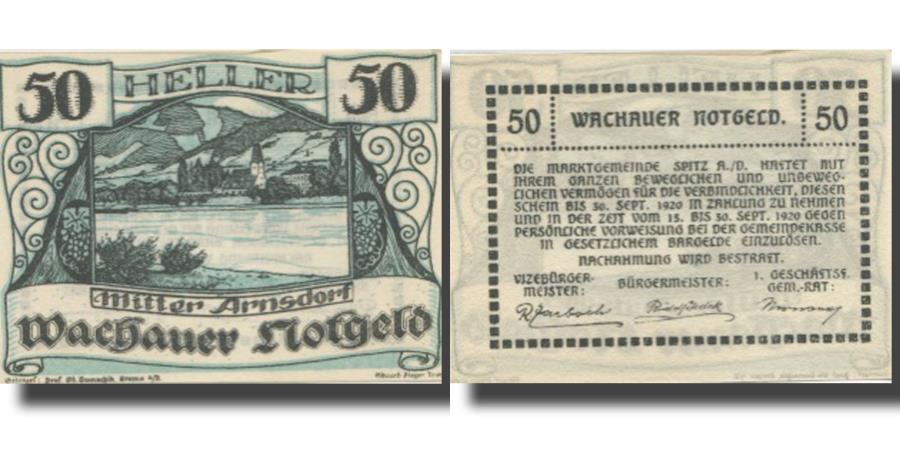 50 HELLER 50
Mitter Arnsdorf
Wachauer Notgeld
Entwurf: Prof.
50 WACHAUER NOTGELD. 50
DIE MARKTGEMEINDE SPITZ A./D. HAFTET MIT
IHREM GANZEN BEWEGLICHEN UND UNBEWEG-
LICHEN VERMÖGEN FÜR DIE VERBINDLICHKEIT, DIESEN
SCHEIN BIS 30. SEPT. 1920 IN ZAHLUNG ZU NEHMEN
UND IN DER ZEIT VOM 15. BIS 30. SEPT. 1920 GEGEN
PERSÖNLICHE VORWEISUNG BEI DER GEMEINDEKASSE
IN GESETZLICHEM BARGELDE EINZULÖSEN.
NACHAHMUNG WIRD BESTRAFT.
VIZEBÜRGER-
MEISTER:
BÜRGERMEISTER:
1. GESCHÄFTSF.
GEM.-RAT: